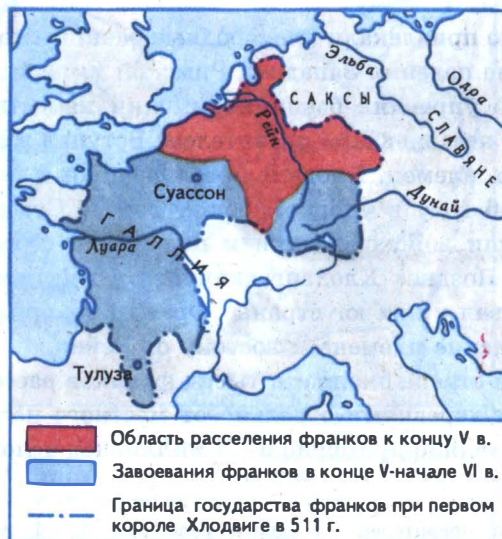 Эльба
Одра
САКСЫ
СЛАВЯНЕ
Рейн
Дунай
Суассон
ГАЛЛИЯ
Луара
Тулуза
Область расселения франков к концу V в.
Завоевания франков в конце V-начале VI в.
Граница государства франков при первом
короле Хлодвиге в 511 г.